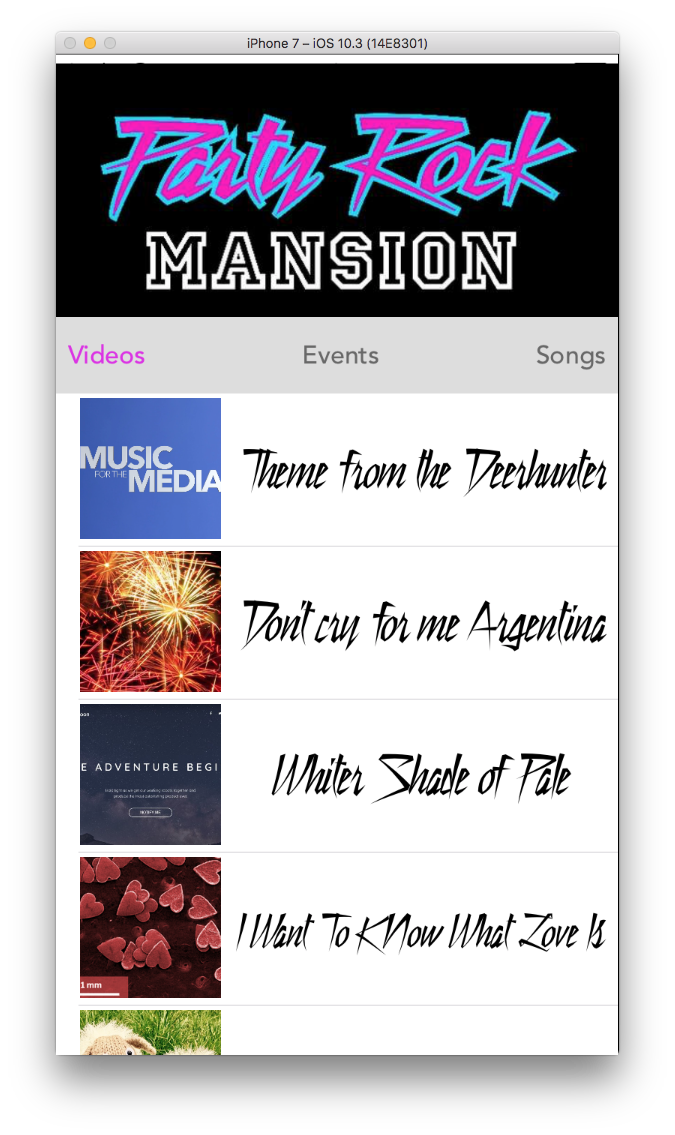 iPhone 7 – iOS 10.3 (14E8301)
Party Rock
MANSION
Videos Events Songs
MUSIC
FOR THE MEDIA
Theme from the Deerhunter
Don't cry for me Argentina
E ADVENTURE BEGI
NOTIFY ME
Whiter Shade of Pale
1 mm
I Want To KNow What Love Is